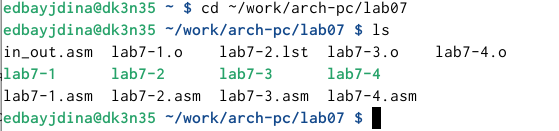 edbayjdina@dk3n35 ~ $ cd ~/work/arch-pc/lab07
edbayjdina@dk3n35 ~/work/arch-pc/lab07 $ ls
in_out.asm lab7-1.o lab7-2.lst lab7-3.o lab7-4.o
lab7-1 lab7-2 lab7-3 lab7-4
lab7-1.asm lab7-2.asm lab7-3.asm lab7-4.asm
edbayjdina@dk3n35 ~/work/arch-pc/lab07 $